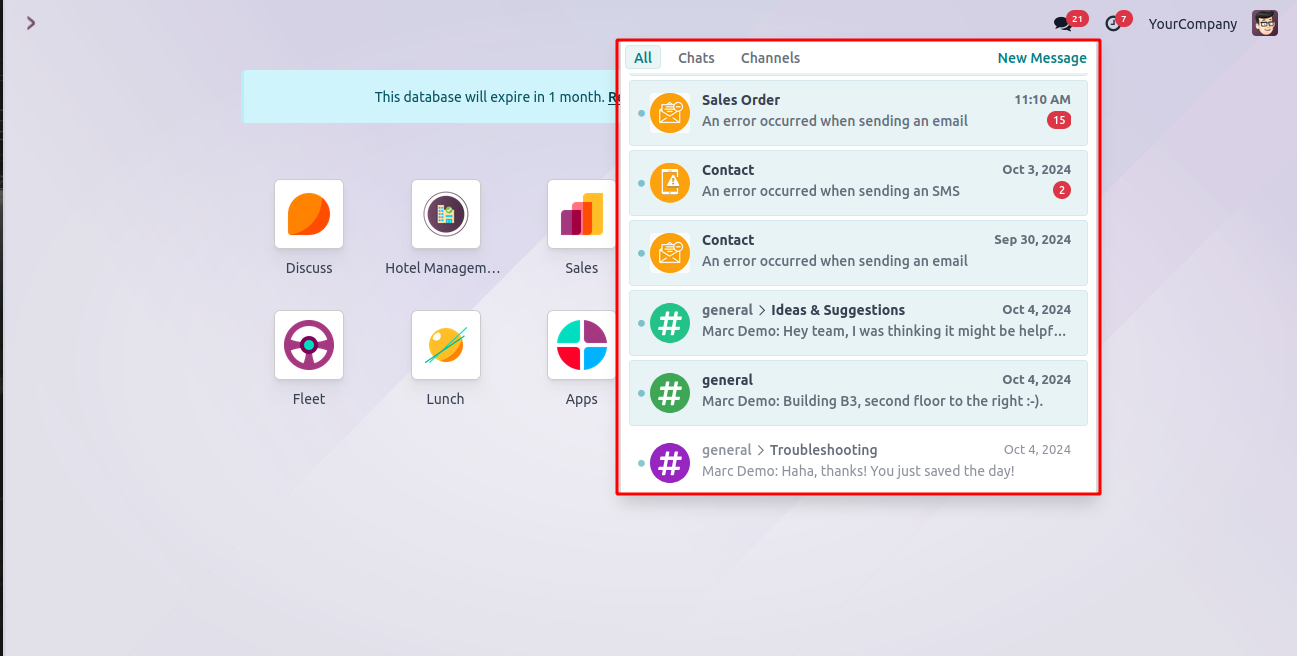 21
7
YourCompany
All Chats Channels New Message
This database will expire in 1 month.
Sales Order 11:10 AM
An error occurred when sending an email 15
Contact Oct 3, 2024
An error occurred when sending an SMS 2
Contact Sep 30, 2024
An error occurred when sending an email
general > Ideas & Suggestions Oct 4, 2024
Marc Demo: Hey team, I was thinking it might be helpf...
general Oct 4, 2024
Marc Demo: Building B3, second floor to the right :-).
general > Troubleshooting Oct 4, 2024
Marc Demo: Haha, thanks! You just saved the day!
Discuss
Hotel Managem...
Sales
Fleet
Lunch
Apps